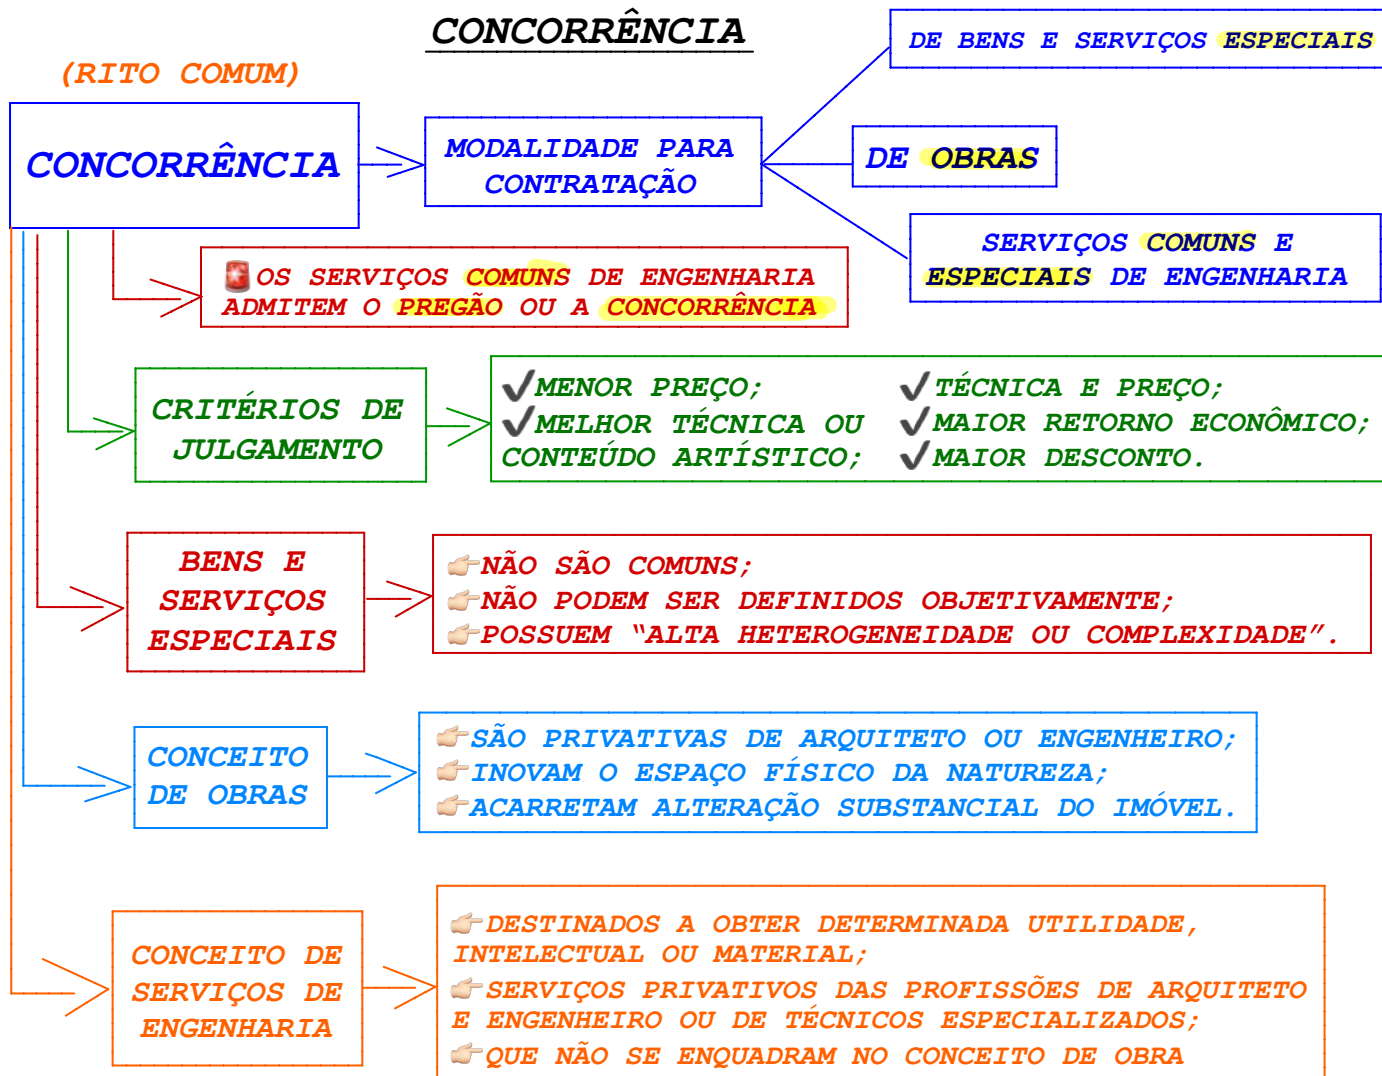 CONCORRÊNCIA
(RITO COMUM)
CONCORRÊNCIA
MODALIDADE PARA
CONTRATAÇÃO
DE BENS E SERVIÇOS ESPECIAIS
DE OBRAS
SERVIÇOS COMUNS E
ESPECIAIS DE ENGENHARIA
OS SERVIÇOS COMUNS DE ENGENHARIA
ADMITEM O PREGÃO OU A CONCORRÊNCIA
CRITÉRIOS DE
JULGAMENTO
✔MENOR PREÇO;
✔MELHOR TÉCNICA OU
CONTEÚDO ARTÍSTICO;
✔TÉCNICA E PREÇO;
✔MAIOR RETORNO ECONÔMICO;
✔MAIOR DESCONTO.
BENS E
SERVIÇOS
ESPECIAIS
NÃO SÃO COMUNS;
NÃO PODEM SER DEFINIDOS OBJETIVAMENTE;
POSSUEM “ALTA HETEROGENEIDADE OU COMPLEXIDADE”.
CONCEITO
DE OBRAS
SÃO PRIVATIVAS DE ARQUITETO OU ENGENHEIRO;
INOVAM O ESPAÇO FÍSICO DA NATUREZA;
ACARRETAM ALTERAÇÃO SUBSTANCIAL DO IMÓVEL.
CONCEITO DE
SERVIÇOS DE
ENGENHARIA
DESTINADOS A OBTER DETERMINADA UTILIDADE,
INTELECTUAL OU MATERIAL;
SERVIÇOS PRIVATIVOS DAS PROFISSÕES DE ARQUITETO
E ENGENHEIRO OU DE TÉCNICOS ESPECIALIZADOS;
QUE NÃO SE ENQUADRAM NO CONCEITO DE OBRA